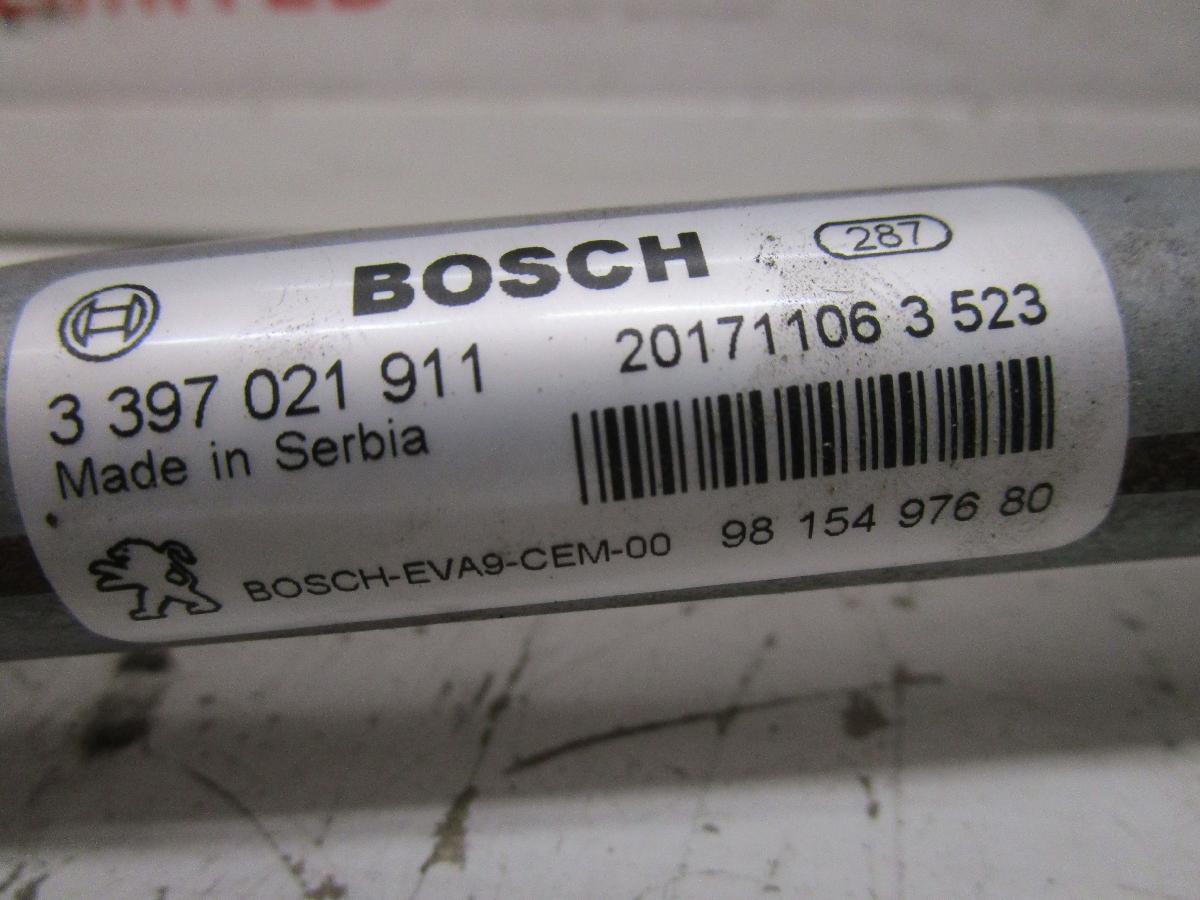 BOSCH 287
3 397 021 911 20171106 3 523
Made in Serbia
BOSCH-EVA9-CEM-00 98 154 976 80